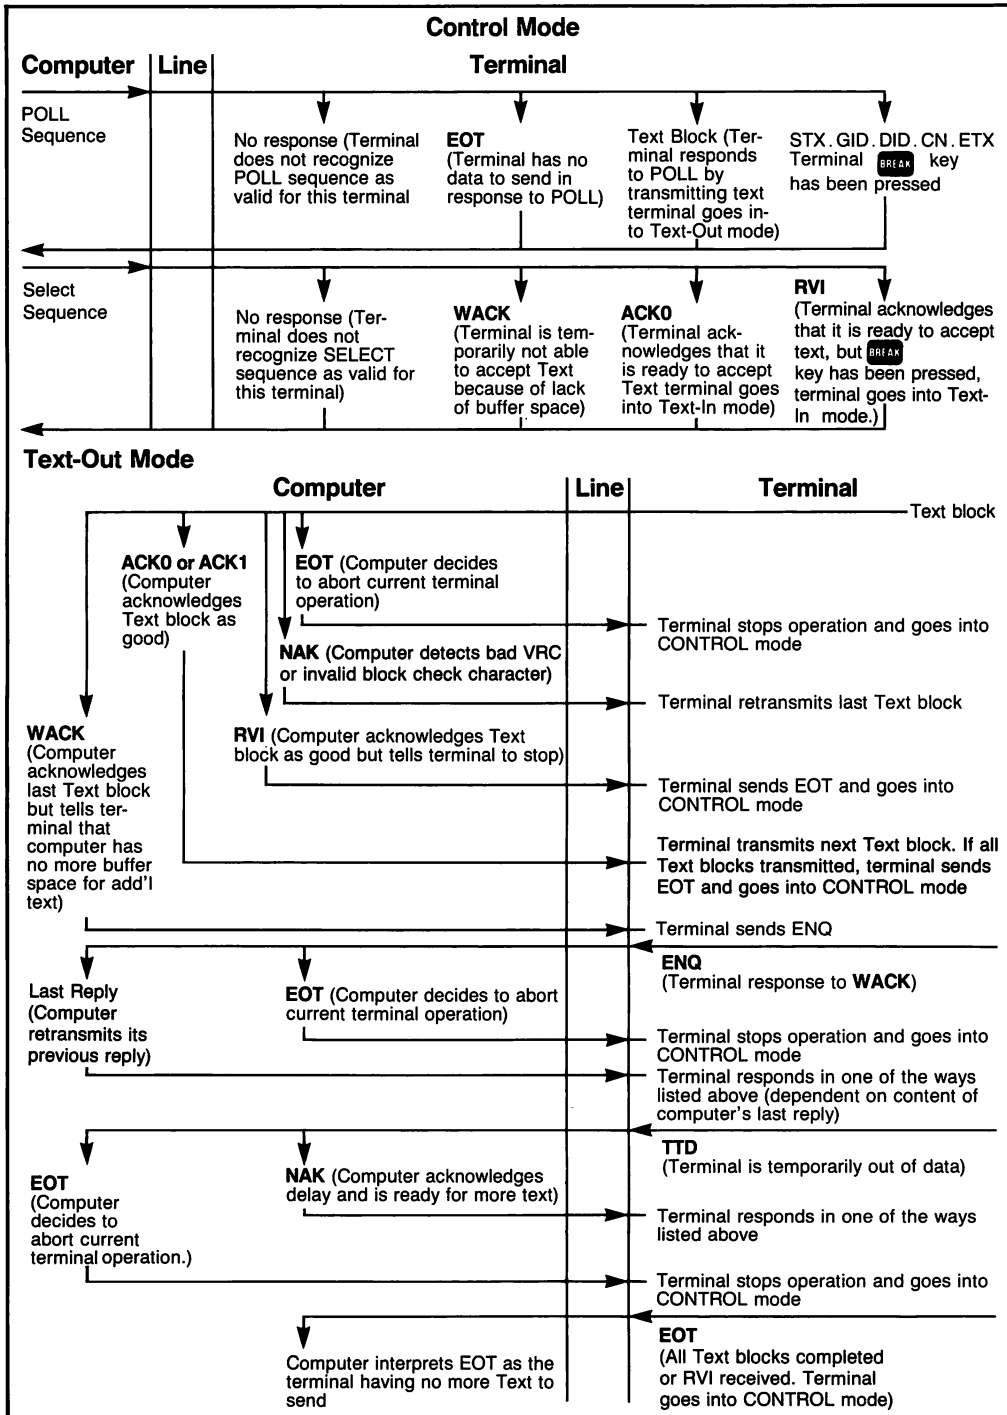 Control Mode
Computer Line Terminal
POLL
Sequence
No response (Terminal
does not recognize
POLL sequence as
valid for this terminal
EOT
(Terminal has no
data to send in
response to POLL)
Text Block (Ter-
minal responds
to POLL by
transmitting text
terminal goes in-
to Text-Out mode)
STX.GID.DID.CN.ETX
Terminal BREAK key
has been pressed
Select
Sequence
No response (Ter-
minal does not
recognize SELECT
sequence as valid for
this terminal)
WACK
(Terminal is tem-
porarily not able
to accept Text
because of lack
of buffer space)
ACK0
(Terminal ack-
nowledges that it
is ready to accept
Text terminal goes
into Text-In mode)
RVI
(Terminal acknowledges
that it is ready to accept
text, but BREAK
key has been pressed,
terminal goes into Text-
In mode.)
Text-Out Mode
Computer Line Terminal
Text block
ACK0 or ACK1
(Computer
acknowledges
Text block as
good)
EOT (Computer decides
to abort current terminal
operation)
Terminal stops operation and goes into
CONTROL mode
NAK (Computer detects bad VRC
or invalid block check character)
Terminal retransmits last Text block
WACK
(Computer
acknowledges
last Text block
but tells ter-
minal that
computer has
no more buffer
space for add'l
text)
RVI (Computer acknowledges Text
block as good but tells terminal to stop)
Terminal sends EOT and goes into
CONTROL mode
Terminal transmits next Text block. If all
Text blocks transmitted, terminal sends
EOT and goes into CONTROL mode
Terminal sends ENQ
ENQ
(Terminal response to WACK)
Last Reply
(Computer
retransmits its
previous reply)
EOT (Computer decides to abort
current terminal operation)
Terminal stops operation and goes into
CONTROL mode
Terminal responds in one of the ways
listed above (dependent on content of
computer's last reply)
TTD
(Terminal is temporarily out of data)
EOT
(Computer
decides to
abort current
terminal operation.)
NAK (Computer acknowledges
delay and is ready for more text)
Terminal responds in one of the ways
listed above
Terminal stops operation and goes into
CONTROL mode
EOT
(All Text blocks completed
or RVI received. Terminal
goes into CONTROL mode)
Computer interprets EOT as the
terminal having no more Text to
send